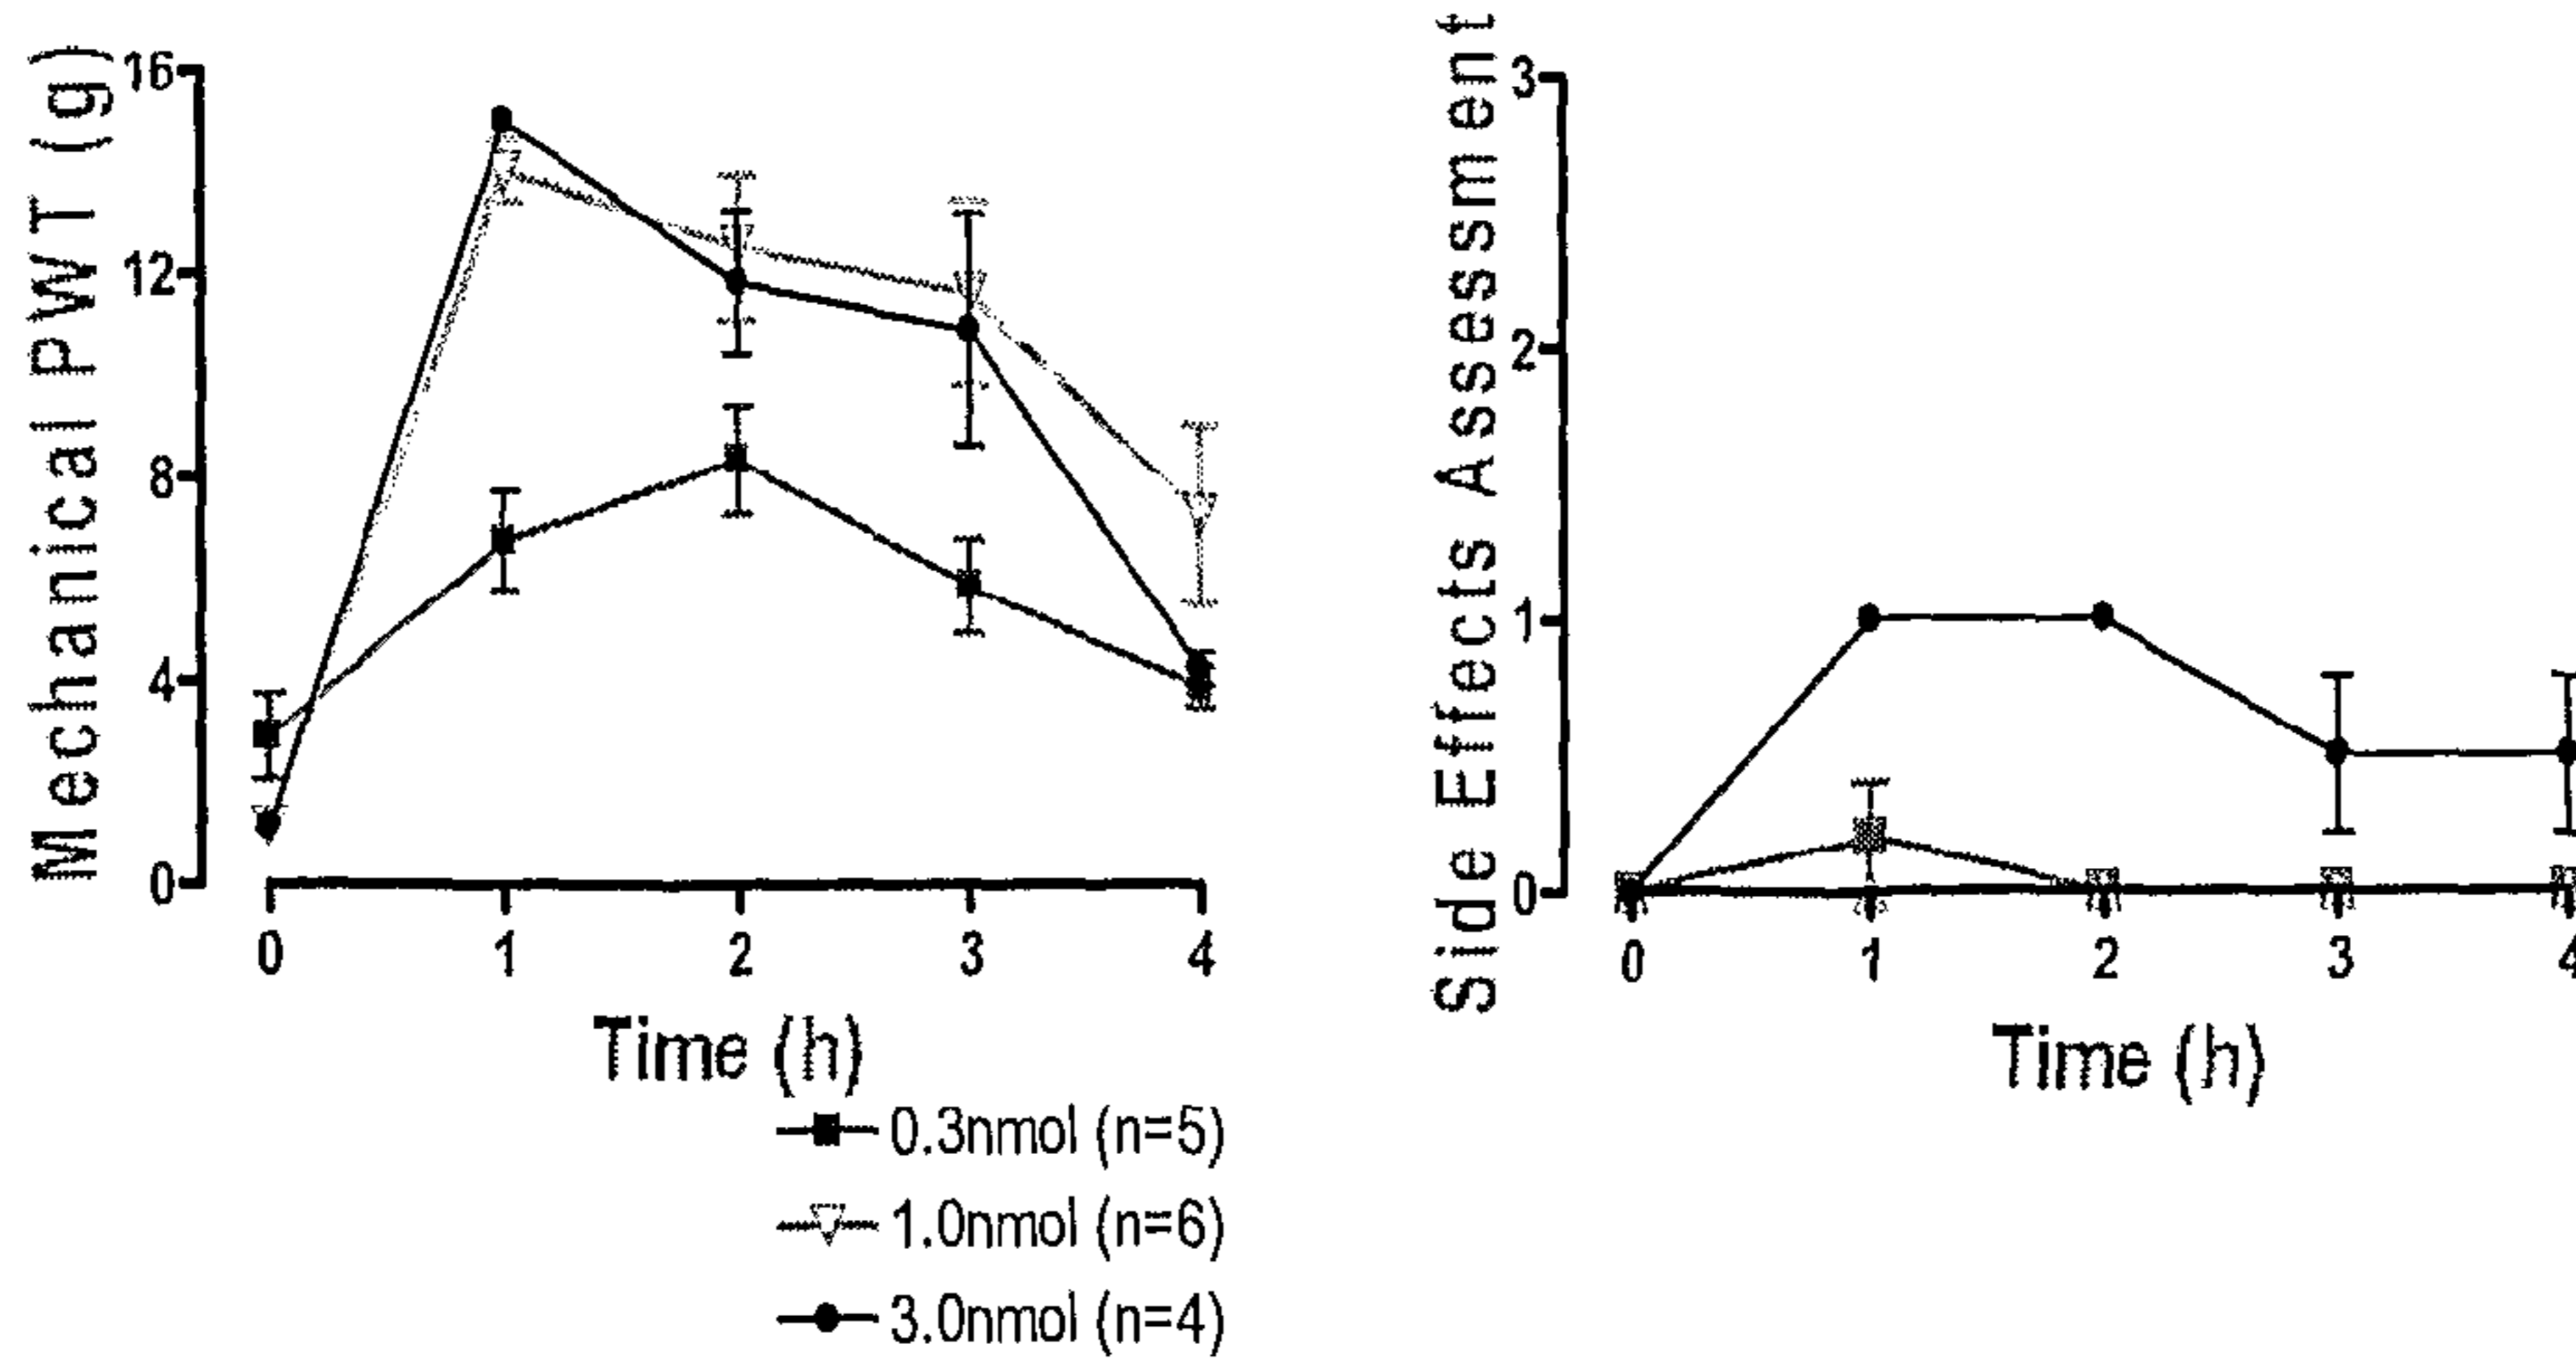 Mechanical PWT (g)
16
12
8
4
0
0 1 2 3 4
Time (h)
0.3nmol (n=5)
1.0nmol (n=6)
3.0nmol (n=4)
Side Effects Assessment
3
2
1
0
0 1 2 3 4
Time (h)